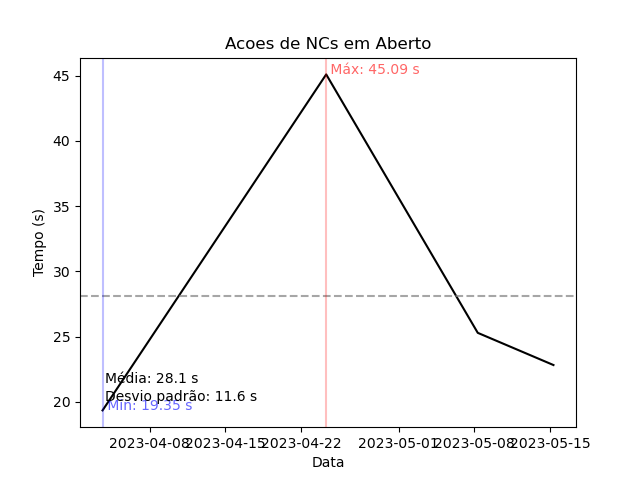 Acoes de NCs em Aberto
Máx: 45.09 s
45
40
35
30
25
20
Tempo (s)
Média: 28.1 s
Desvio padrão: 11.6 s
Mín: 19.35 s
2023-04-08
2023-04-15
2023-04-22
2023-05-01
2023-05-08
2023-05-15
Data